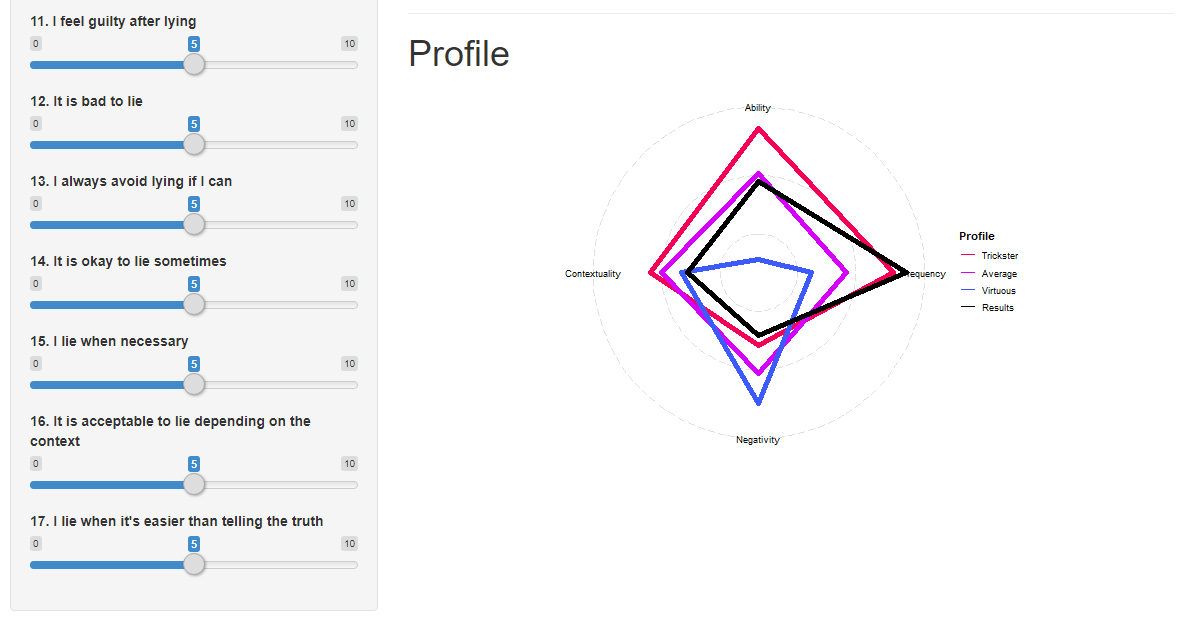 11. I feel guilty after lying
0 5 10
12. It is bad to lie
0 5 10
13. I always avoid lying if I can
0 5 10
14. It is okay to lie sometimes
0 5 10
15. I lie when necessary
0 5 10
16. It is acceptable to lie depending on the
context
0 5 10
17. I lie when it's easier than telling the truth
0 5 10
Profile
Ability
Contextuality
requency
Negativity
Profile
Trickster
Average
Virtuous
Results